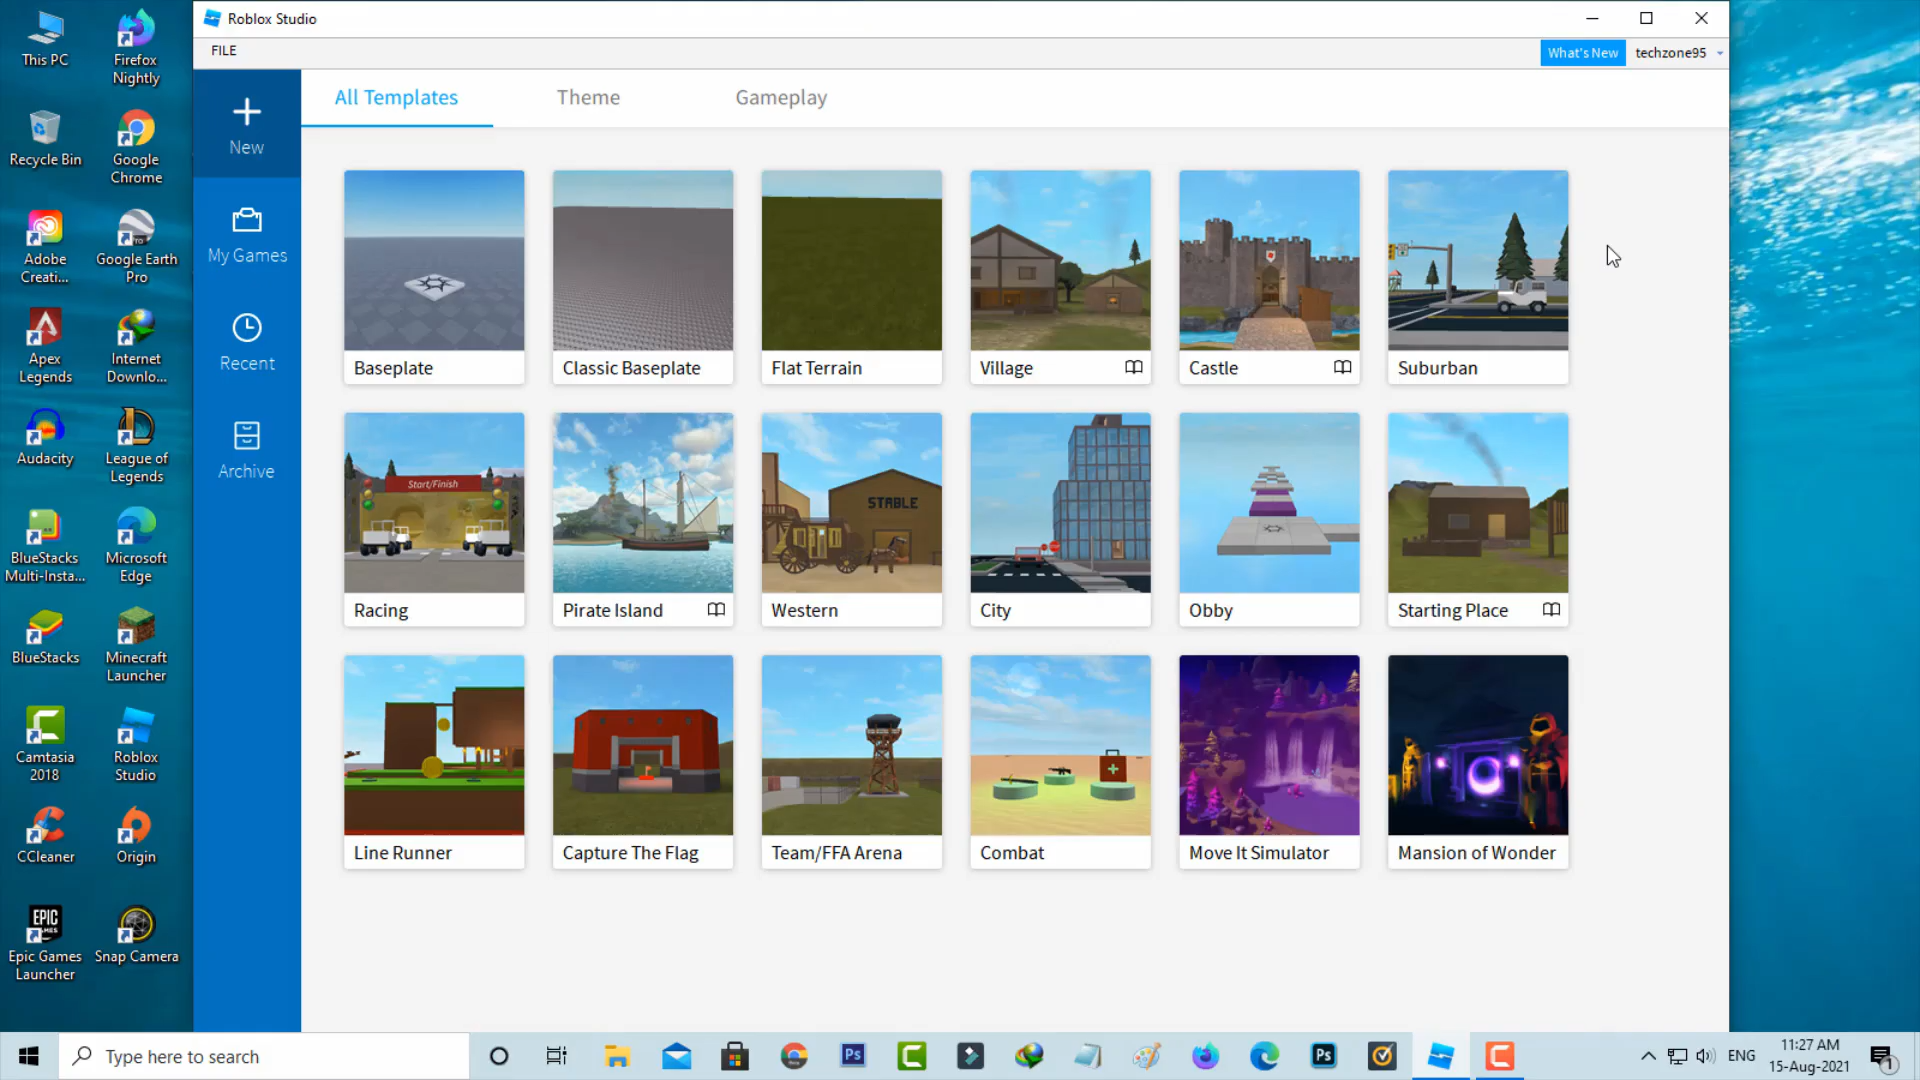 This PC
Firefox
Nightly
Recycle Bin
Google
Chrome
Adobe
Creati...
Google Earth
Pro
Apex
Legends
Internet
Downlo...
Audacity
League of
Legends
BlueStacks
Multi-Insta...
Microsoft
Edge
BlueStacks
Minecraft
Launcher
Camtasia
2018
Roblox
Studio
CCleaner
Origin
EPIC
GAMES
Epic Games
Launcher
Snap Camera
Roblox Studio
FILE
What's New
techzone95
New
My Games
Recent
Archive
All Templates
Theme
Gameplay
Baseplate
Classic Baseplate
Flat Terrain
Village
Castle
Suburban
Start/Finish
STABLE
Racing
Pirate Island
Western
City
Obby
Starting Place
Line Runner
Capture The Flag
Team/FFA Arena
Combat
Move It Simulator
Mansion of Wonder
Type here to search
Ps
Ps
ENG
11:27 AM
15-Aug-2021
1